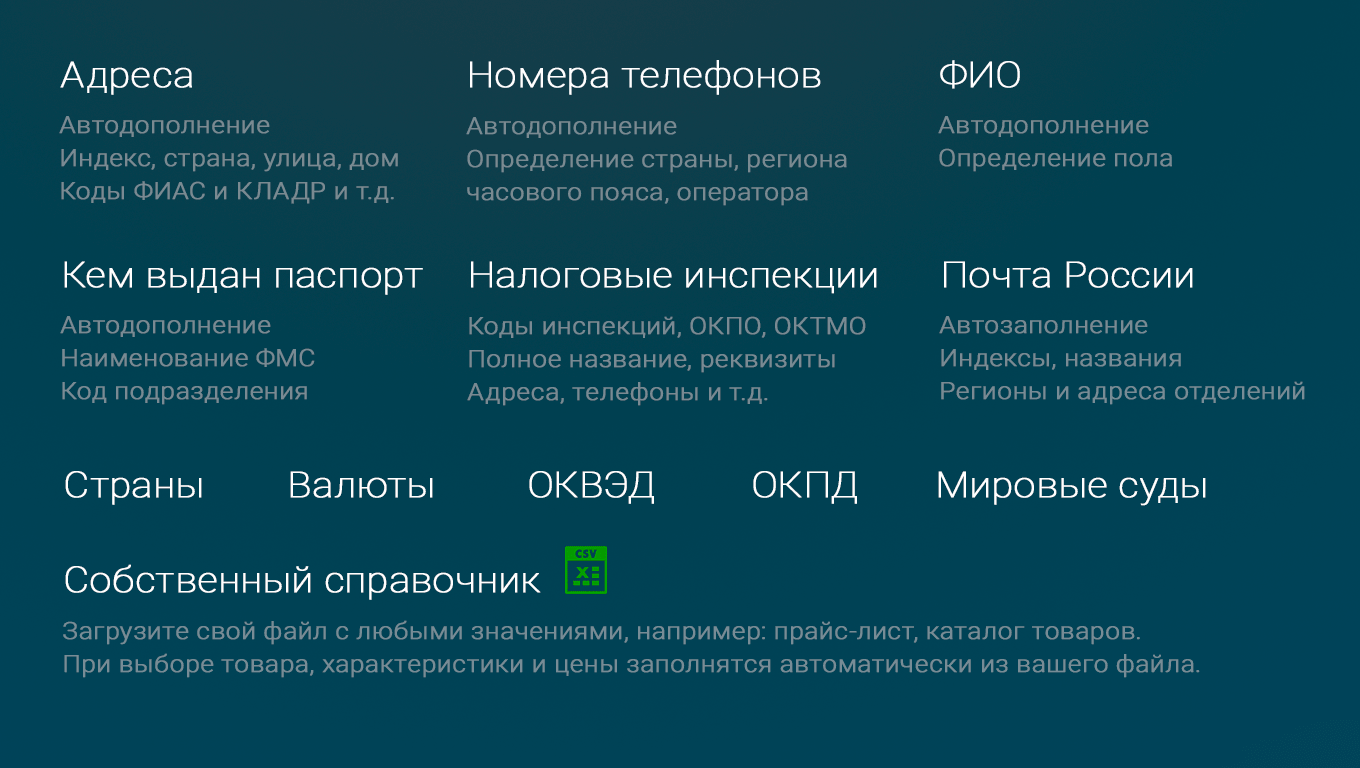 Адреса
Автодополнение
Индекс, страна, улица, дом
Коды ФИАС и КЛАДР и т.д.
Номера телефонов
Автодополнение
Определение страны, региона
часового пояса, оператора
ФИО
Автодополнение
Определение пола
Кем выдан паспорт
Автодополнение
Наименование ФМС
Код подразделения
Налоговые инспекции
Коды инспекций, ОКПО, ОКТМО
Полное название, реквизиты
Адреса, телефоны и т.д.
Почта России
Автозаполнение
Индексы, названия
Регионы и адреса отделений
Страны
Валюты
ОКВЭД
ОКПД
Мировые суды
Собственный справочник
CSV
X
Загрузите свой файл с любыми значениями, например: прайс-лист, каталог товаров.
При выборе товара, характеристики и цены заполнятся автоматически из вашего файла.